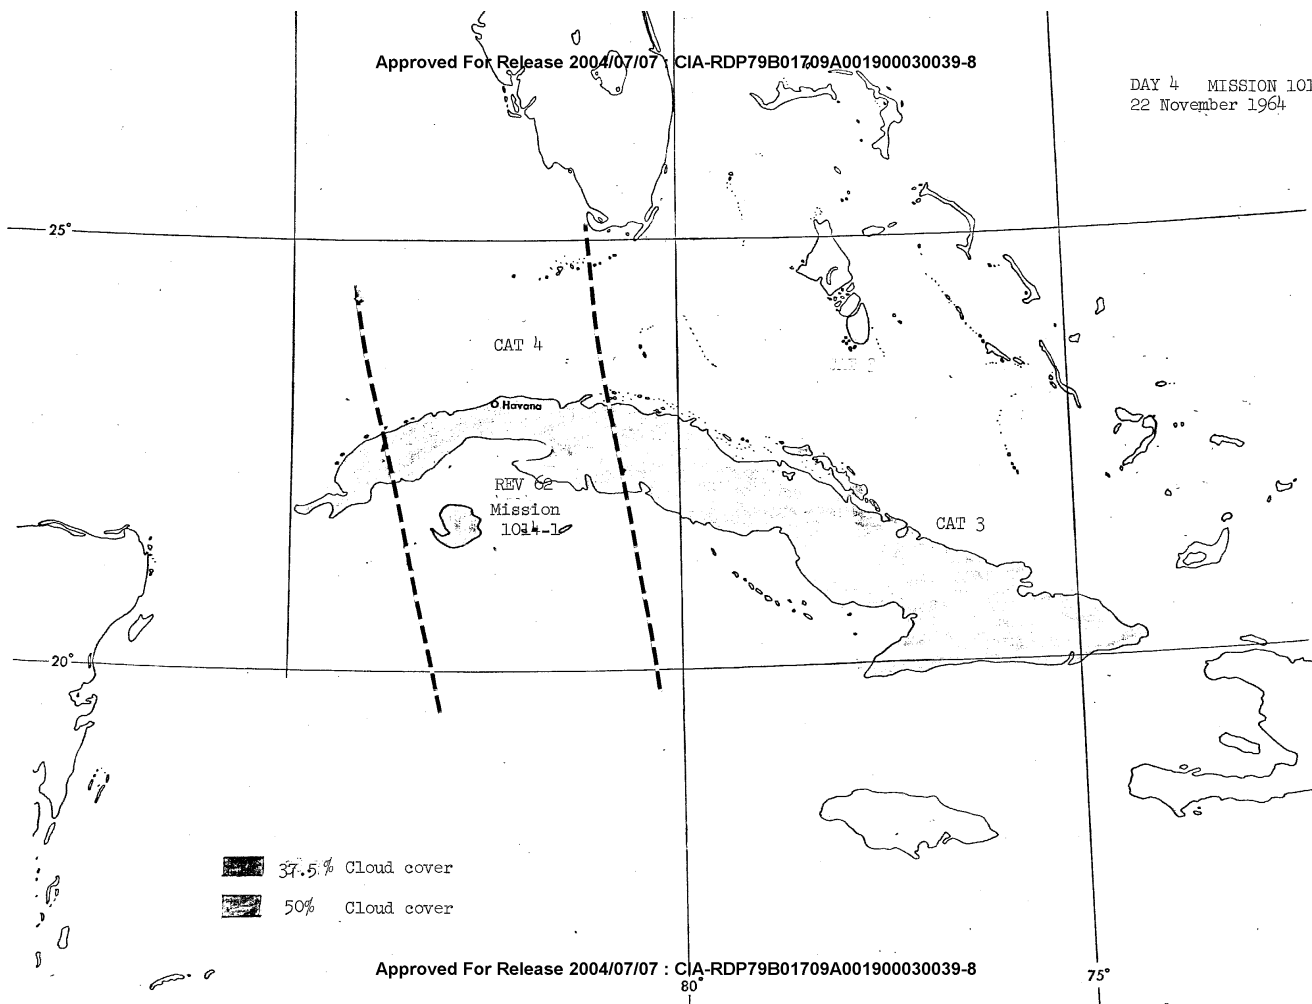 Approved For Release 2004/07/07 : CIA-RDP79B01709A001900030039-8
DAY 4 MISSION 101
22 November 1964
25°
CAT 4
Havana
REV 62
Mission
1014-1
CAT 3
20°
37.5% Cloud cover
50% Cloud cover
Approved For Release 2004/07/07 : CIA-RDP79B01709A001900030039-8
80°
75°